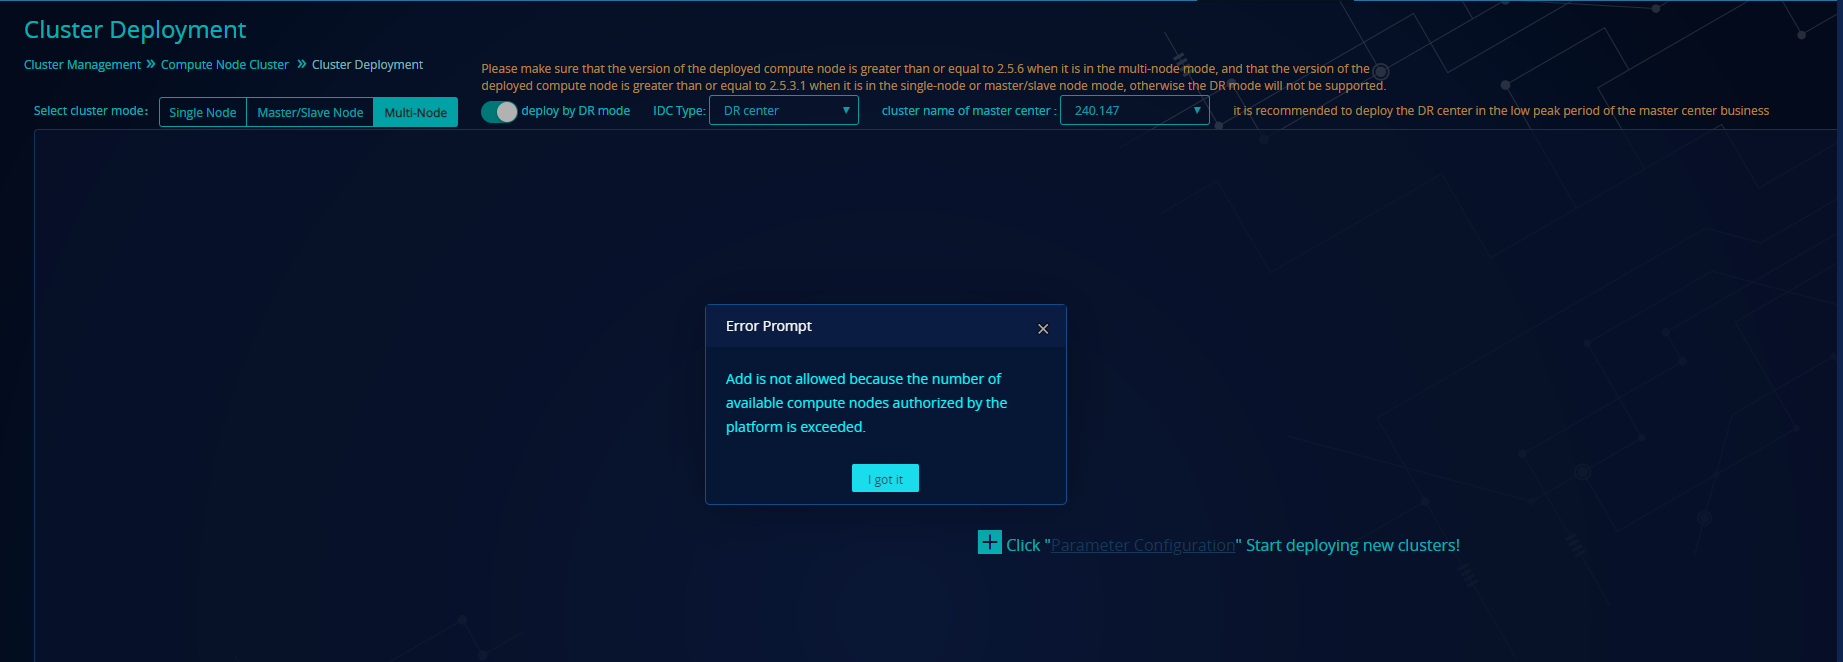 Cluster Deployment
Cluster Management » Compute Node Cluster » Cluster Deployment
Please make sure that the version of the deployed compute node is greater than or equal to 2.5.6 when it is in the multi-node mode, and that the version of the
deployed compute node is greater than or equal to 2.5.3.1 when it is in the single-node or master/slave node mode, otherwise the DR mode will not be supported.
Select cluster mode: Single Node Master/Slave Node Multi-Node deploy by DR mode IDC Type: DR center cluster name of master center : 240.147 it is recommended to deploy the DR center in the low peak period of the master center business
Error Prompt
Add is not allowed because the number of
available compute nodes authorized by the
platform is exceeded.
I got it
Click "Parameter Configuration" Start deploying new clusters!